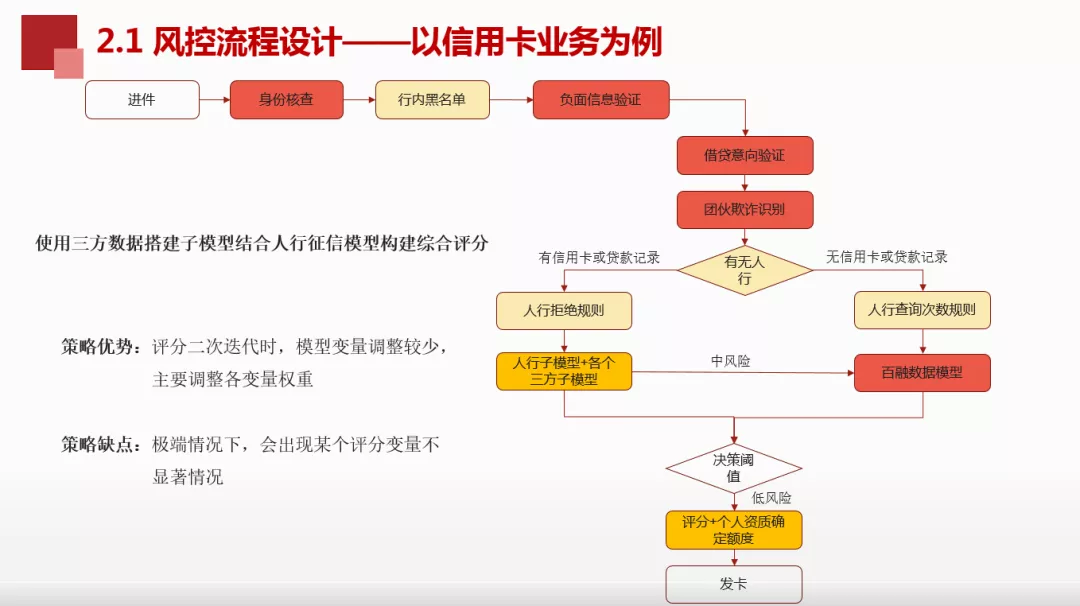 2.1 风控流程设计——以信用卡业务为例
进件
身份核查
行内黑名单
负面信息验证
借贷意向验证
团伙欺诈识别
使用三方数据搭建子模型结合人行征信模型构建综合评分
有信用卡或贷款记录
有无人
行
无信用卡或贷款记录
人行拒绝规则
人行查询次数规则
策略优势：评分二次迭代时，模型变量调整较少，
主要调整各变量权重
人行子模型+各个
三方子模型
中风险
百融数据模型
策略缺点：极端情况下，会出现某个评分变量不
显著情况
决策阈
值
低风险
评分+个人资质确
定额度
发卡